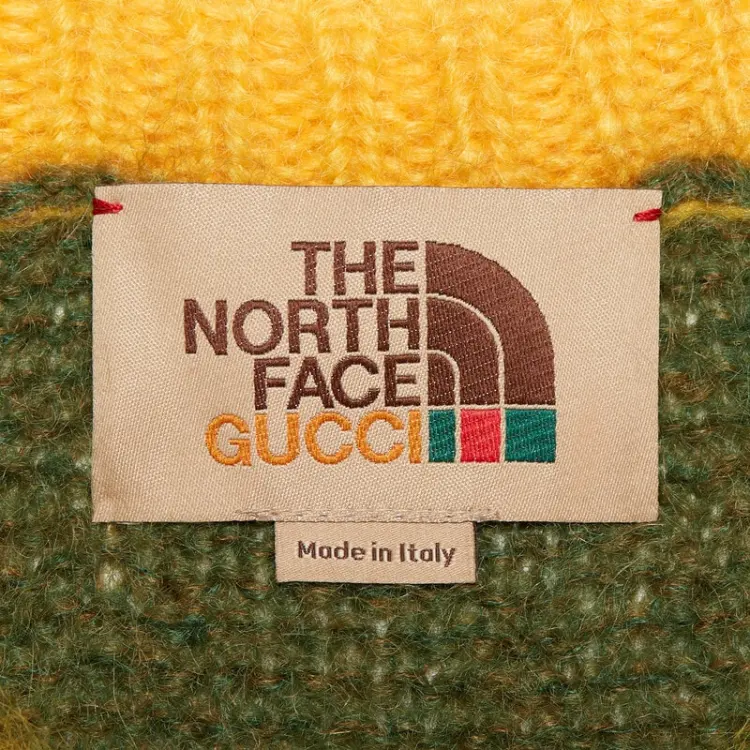 THE
NORTH
FACE
GUCCI
Made in Italy